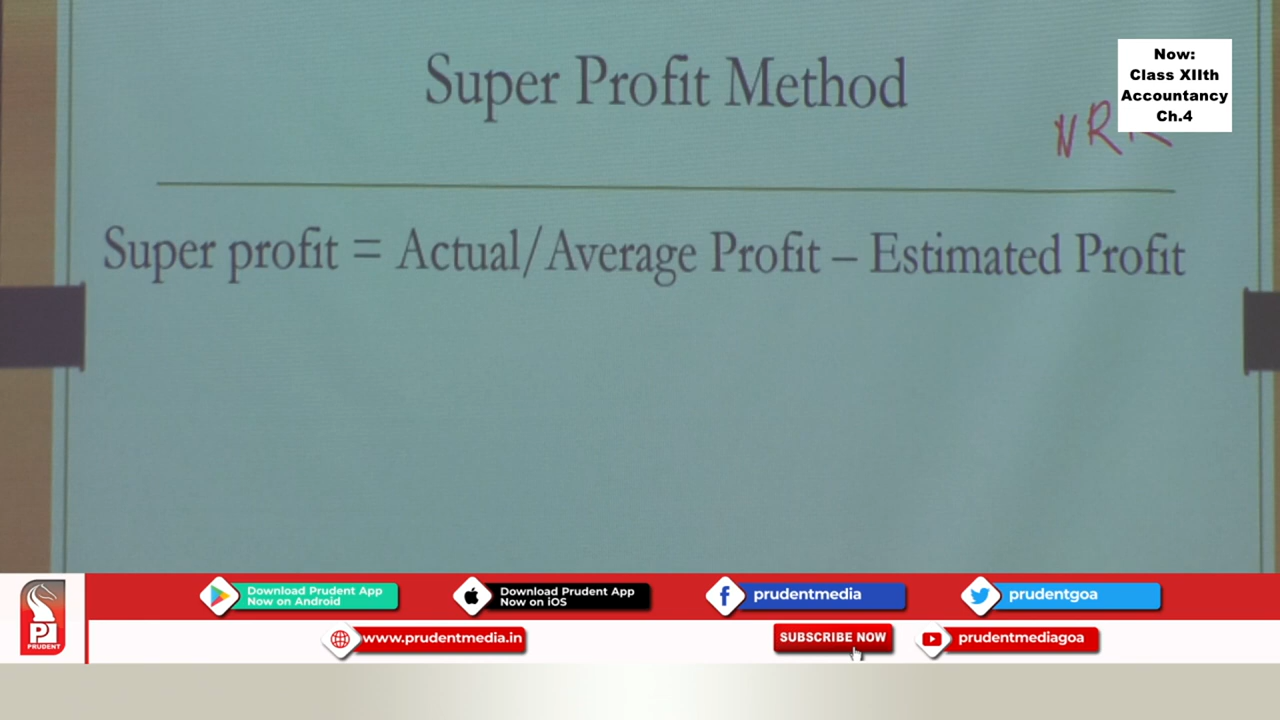 Super Profit Method
Now:
Class XIIth
Accountancy
Ch.4
NRR
Super profit = Actual/Average Profit – Estimated Profit
Download Prudent App
Now on Android
Download Prudent App
Now on iOS
prudentmedia
prudentgoa
PRUDENT
www.prudentmedia.in
SUBSCRIBE NOW
prudentmediagoa